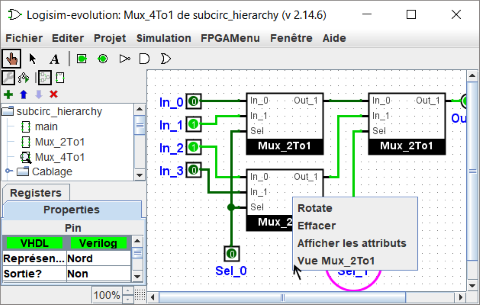 Logisim-evolution: Mux_4To1 de subcirc_hierarchy (v 2.14.6)
Fichier Editer Projet Simulation FPGAMenu Fenêtre Aide
A
subcirc_hierarchy
main
Mux_2To1
Mux_4To1
Cablage
Registers
Properties
Pin
VHDL Verilog
Représen... Nord
Sortie? Non
100%
In_0 0
In_1 1
In_2 1
In_3 0
In_0 Out_1
In_1
Sel
Mux_2To1
In_0 Out_1
In_1
Sel
Mux_2To1
In_0 Out_1
In_1
Sel
0
Sel_0
Sel_1
Rotate
Effacer
Afficher les attributs
Vue Mux_2To1